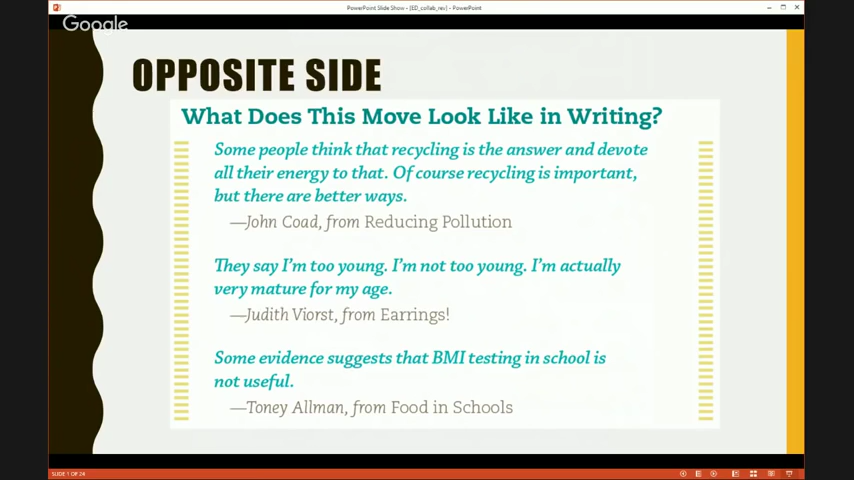 PowerPoint Slide Show - [ED_collab_rev] - PowerPoint
Google
OPPOSITE SIDE
What Does This Move Look Like in Writing?
Some people think that recycling is the answer and devote
all their energy to that. Of course recycling is important,
but there are better ways.
—John Coad, from Reducing Pollution
They say I'm too young. I'm not too young. I'm actually
very mature for my age.
—Judith Viorst, from Earrings!
Some evidence suggests that BMI testing in school is
not useful.
—Toney Allman, from Food in Schools
SLIDE 7 OF 24